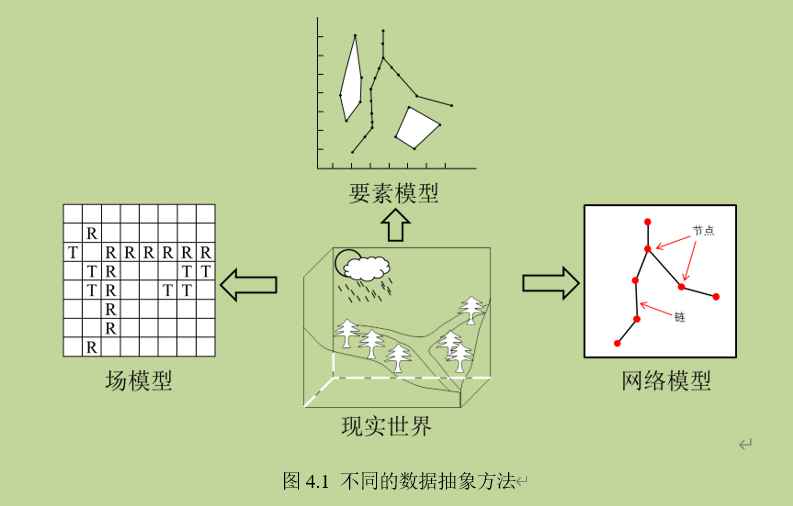 要素模型
R
T R R R R R R
T R T T
T R T T
R
R
R
场模型
节点
链
网络模型
现实世界
图 4.1 不同的数据抽象方法